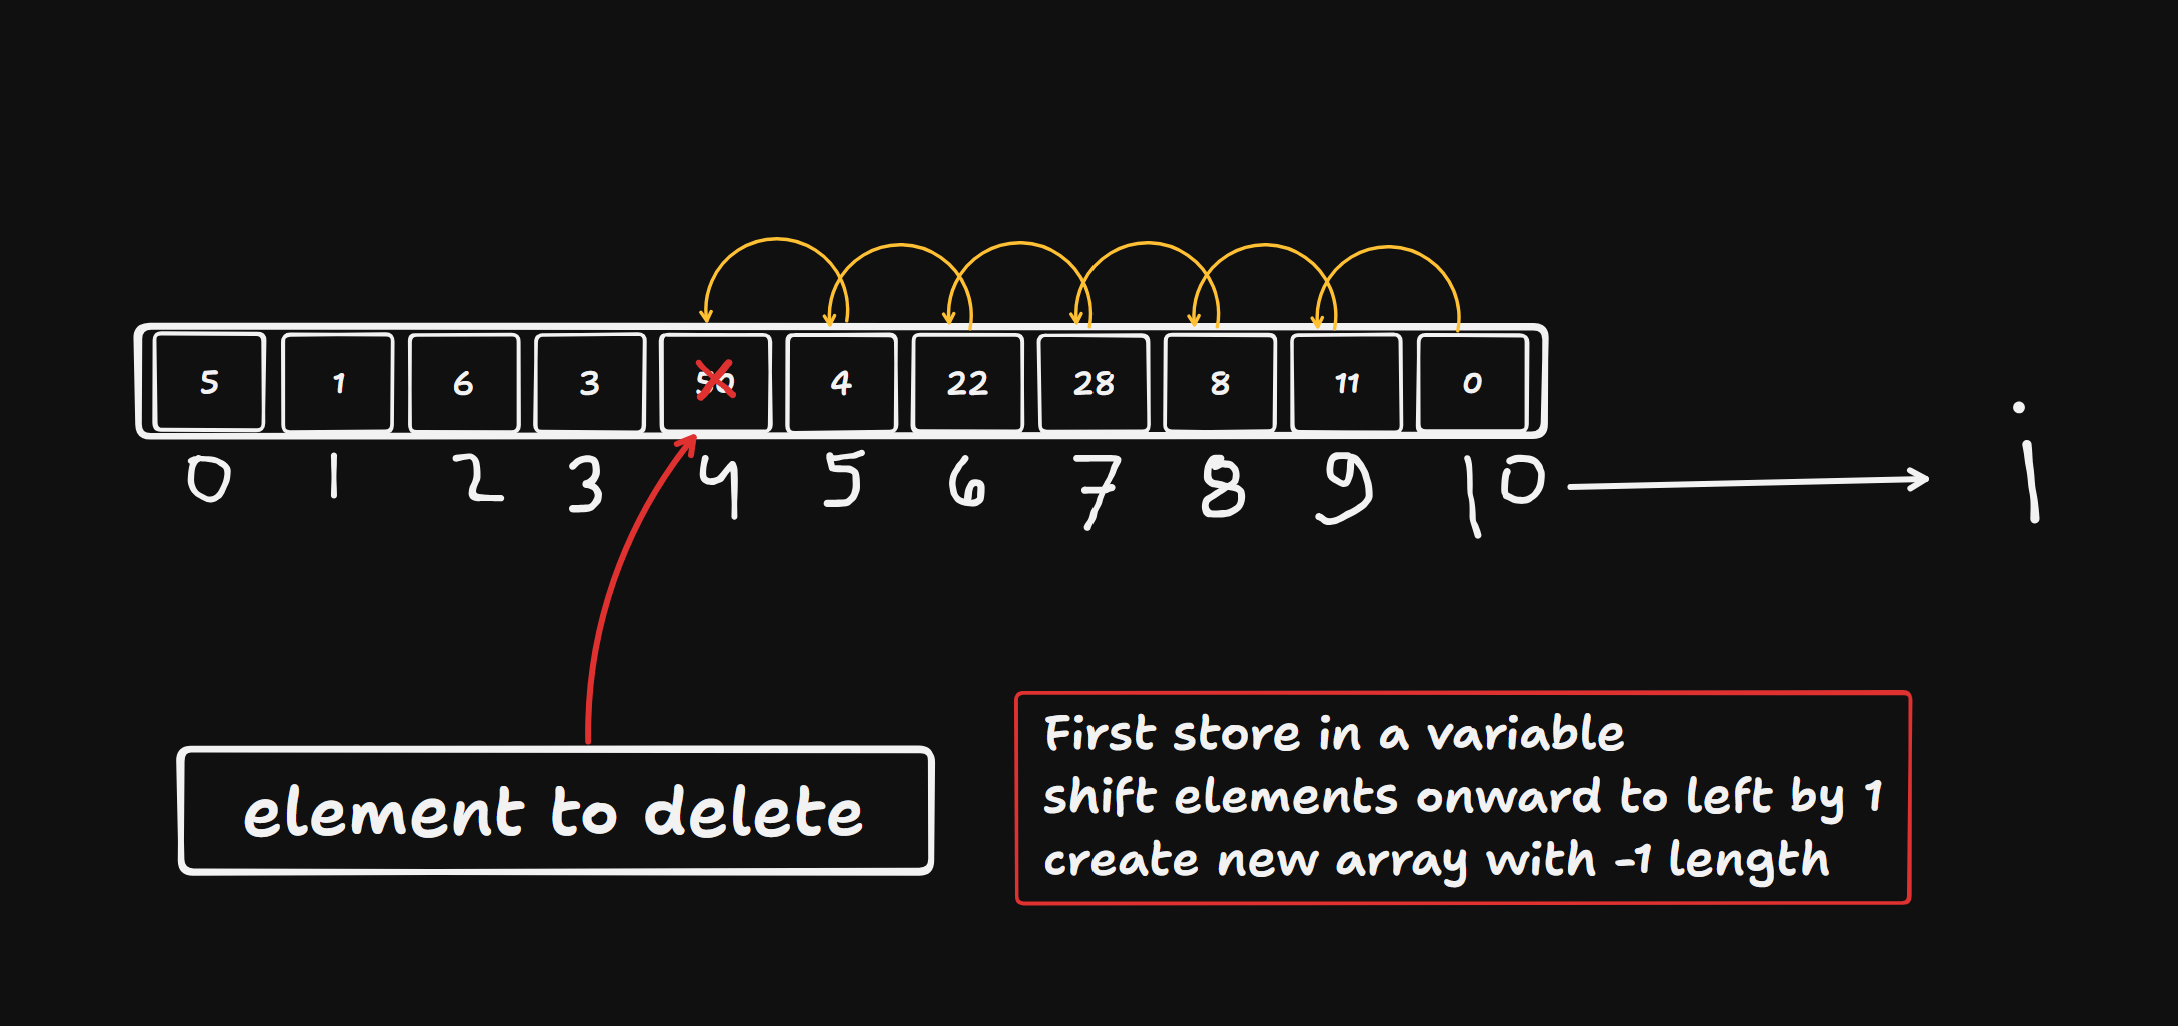 5 1 6 3 50 4 22 28 8 11 0
0 1 2 3 4 5 6 7 8 9 10 i
element to delete
First store in a variable
shift elements onward to left by 1
create new array with -1 length